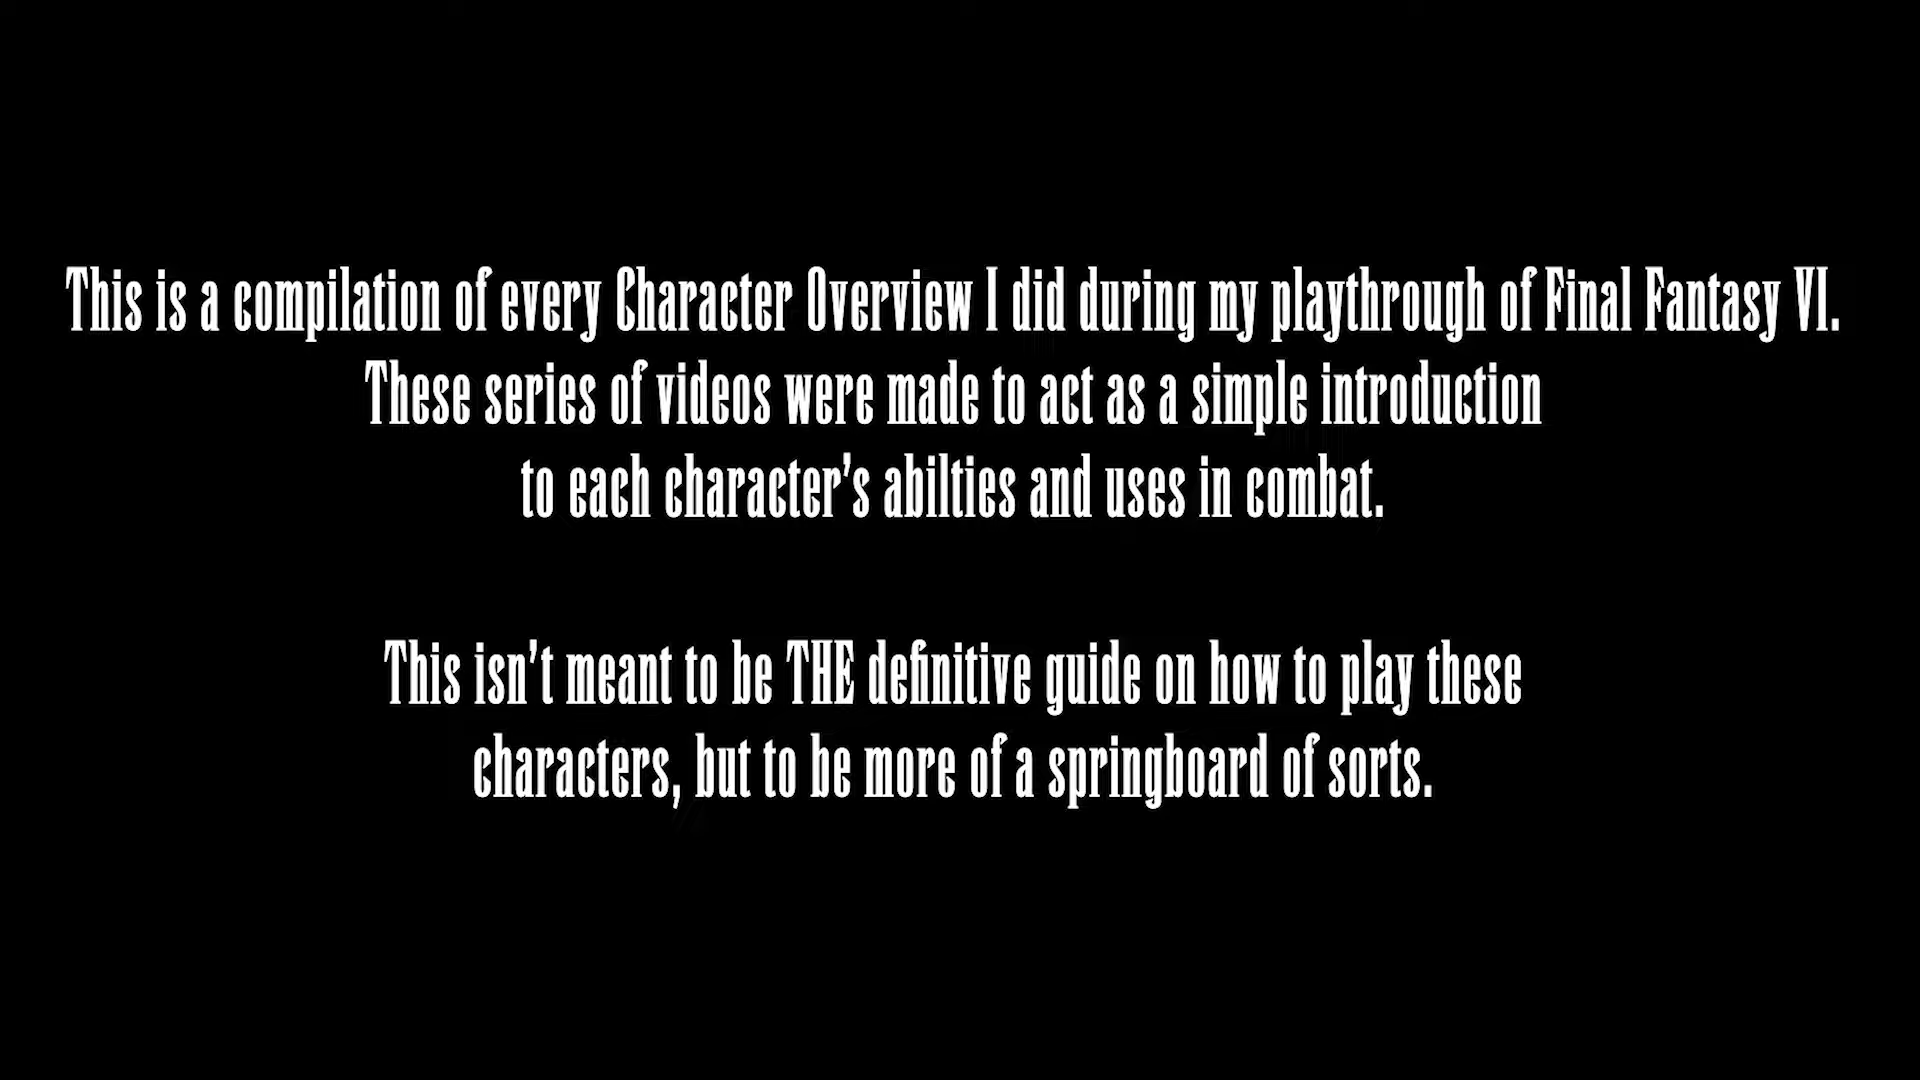 This is a compilation of every Character Overview I did during my playthrough of Final Fantasy VI.
These series of videos were made to act as a simple introduction
to each character's abilties and uses in combat.
This isn't meant to be THE definitive guide on how to play these
characters, but to be more of a springboard of sorts.